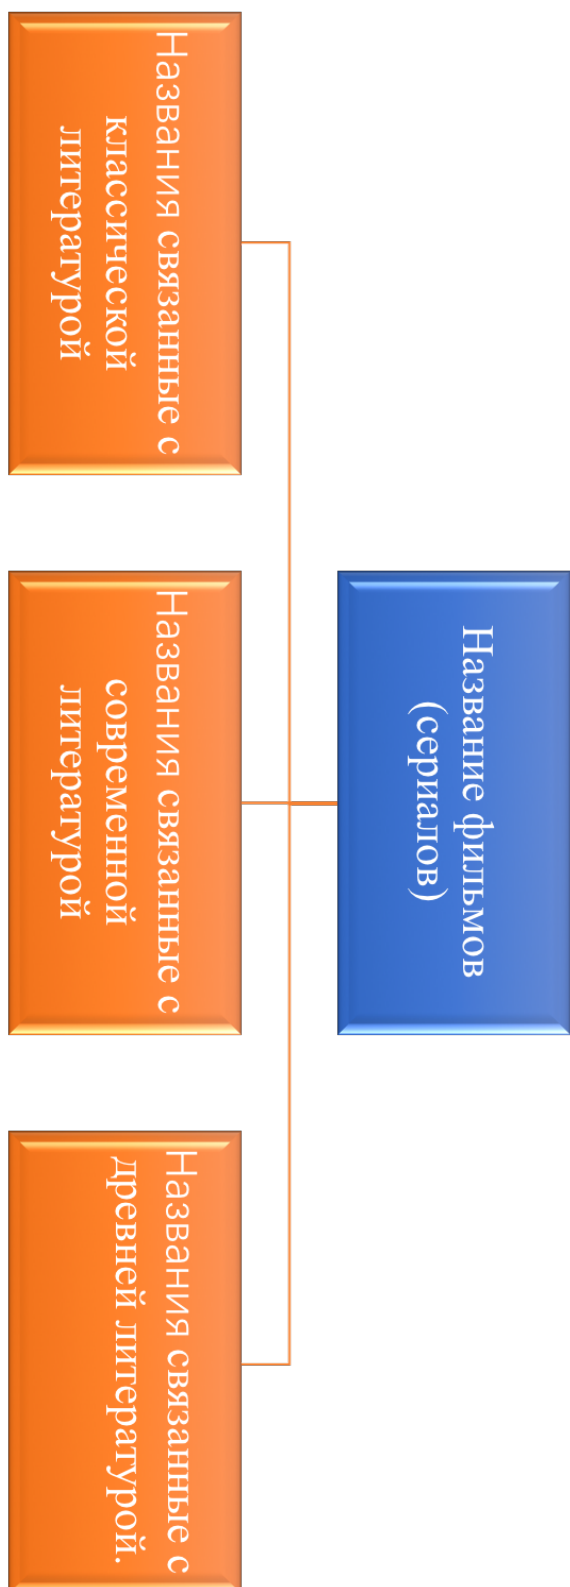 Название фильмов
(сериалов)
Названия связанные с
классической
литературой
Названия связанные с
современной
литературой
Названия связанные с
древней литературой.